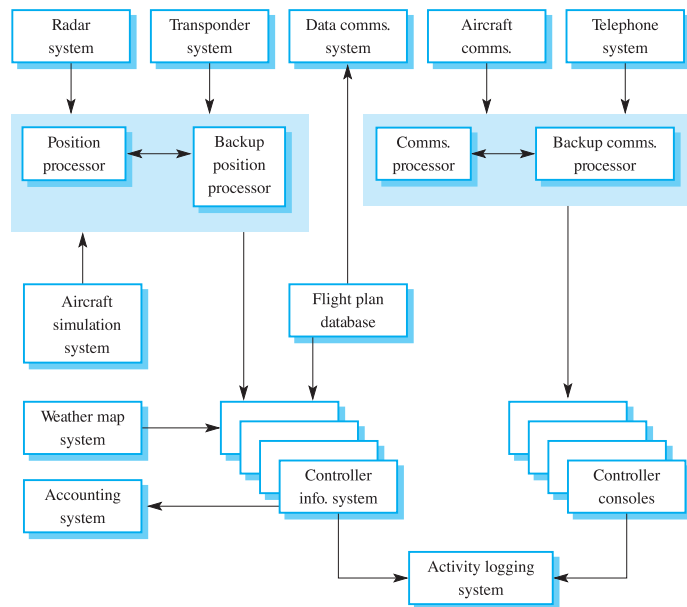 Radar
system
Transponder
system
Data comms.
system
Aircraft
comms.
Telephone
system
Position
processor
Backup
position
processor
Comms.
processor
Backup comms.
processor
Aircraft
simulation
system
Flight plan
database
Weather map
system
Accounting
system
Controller
info. system
Controller
consoles
Activity logging
system